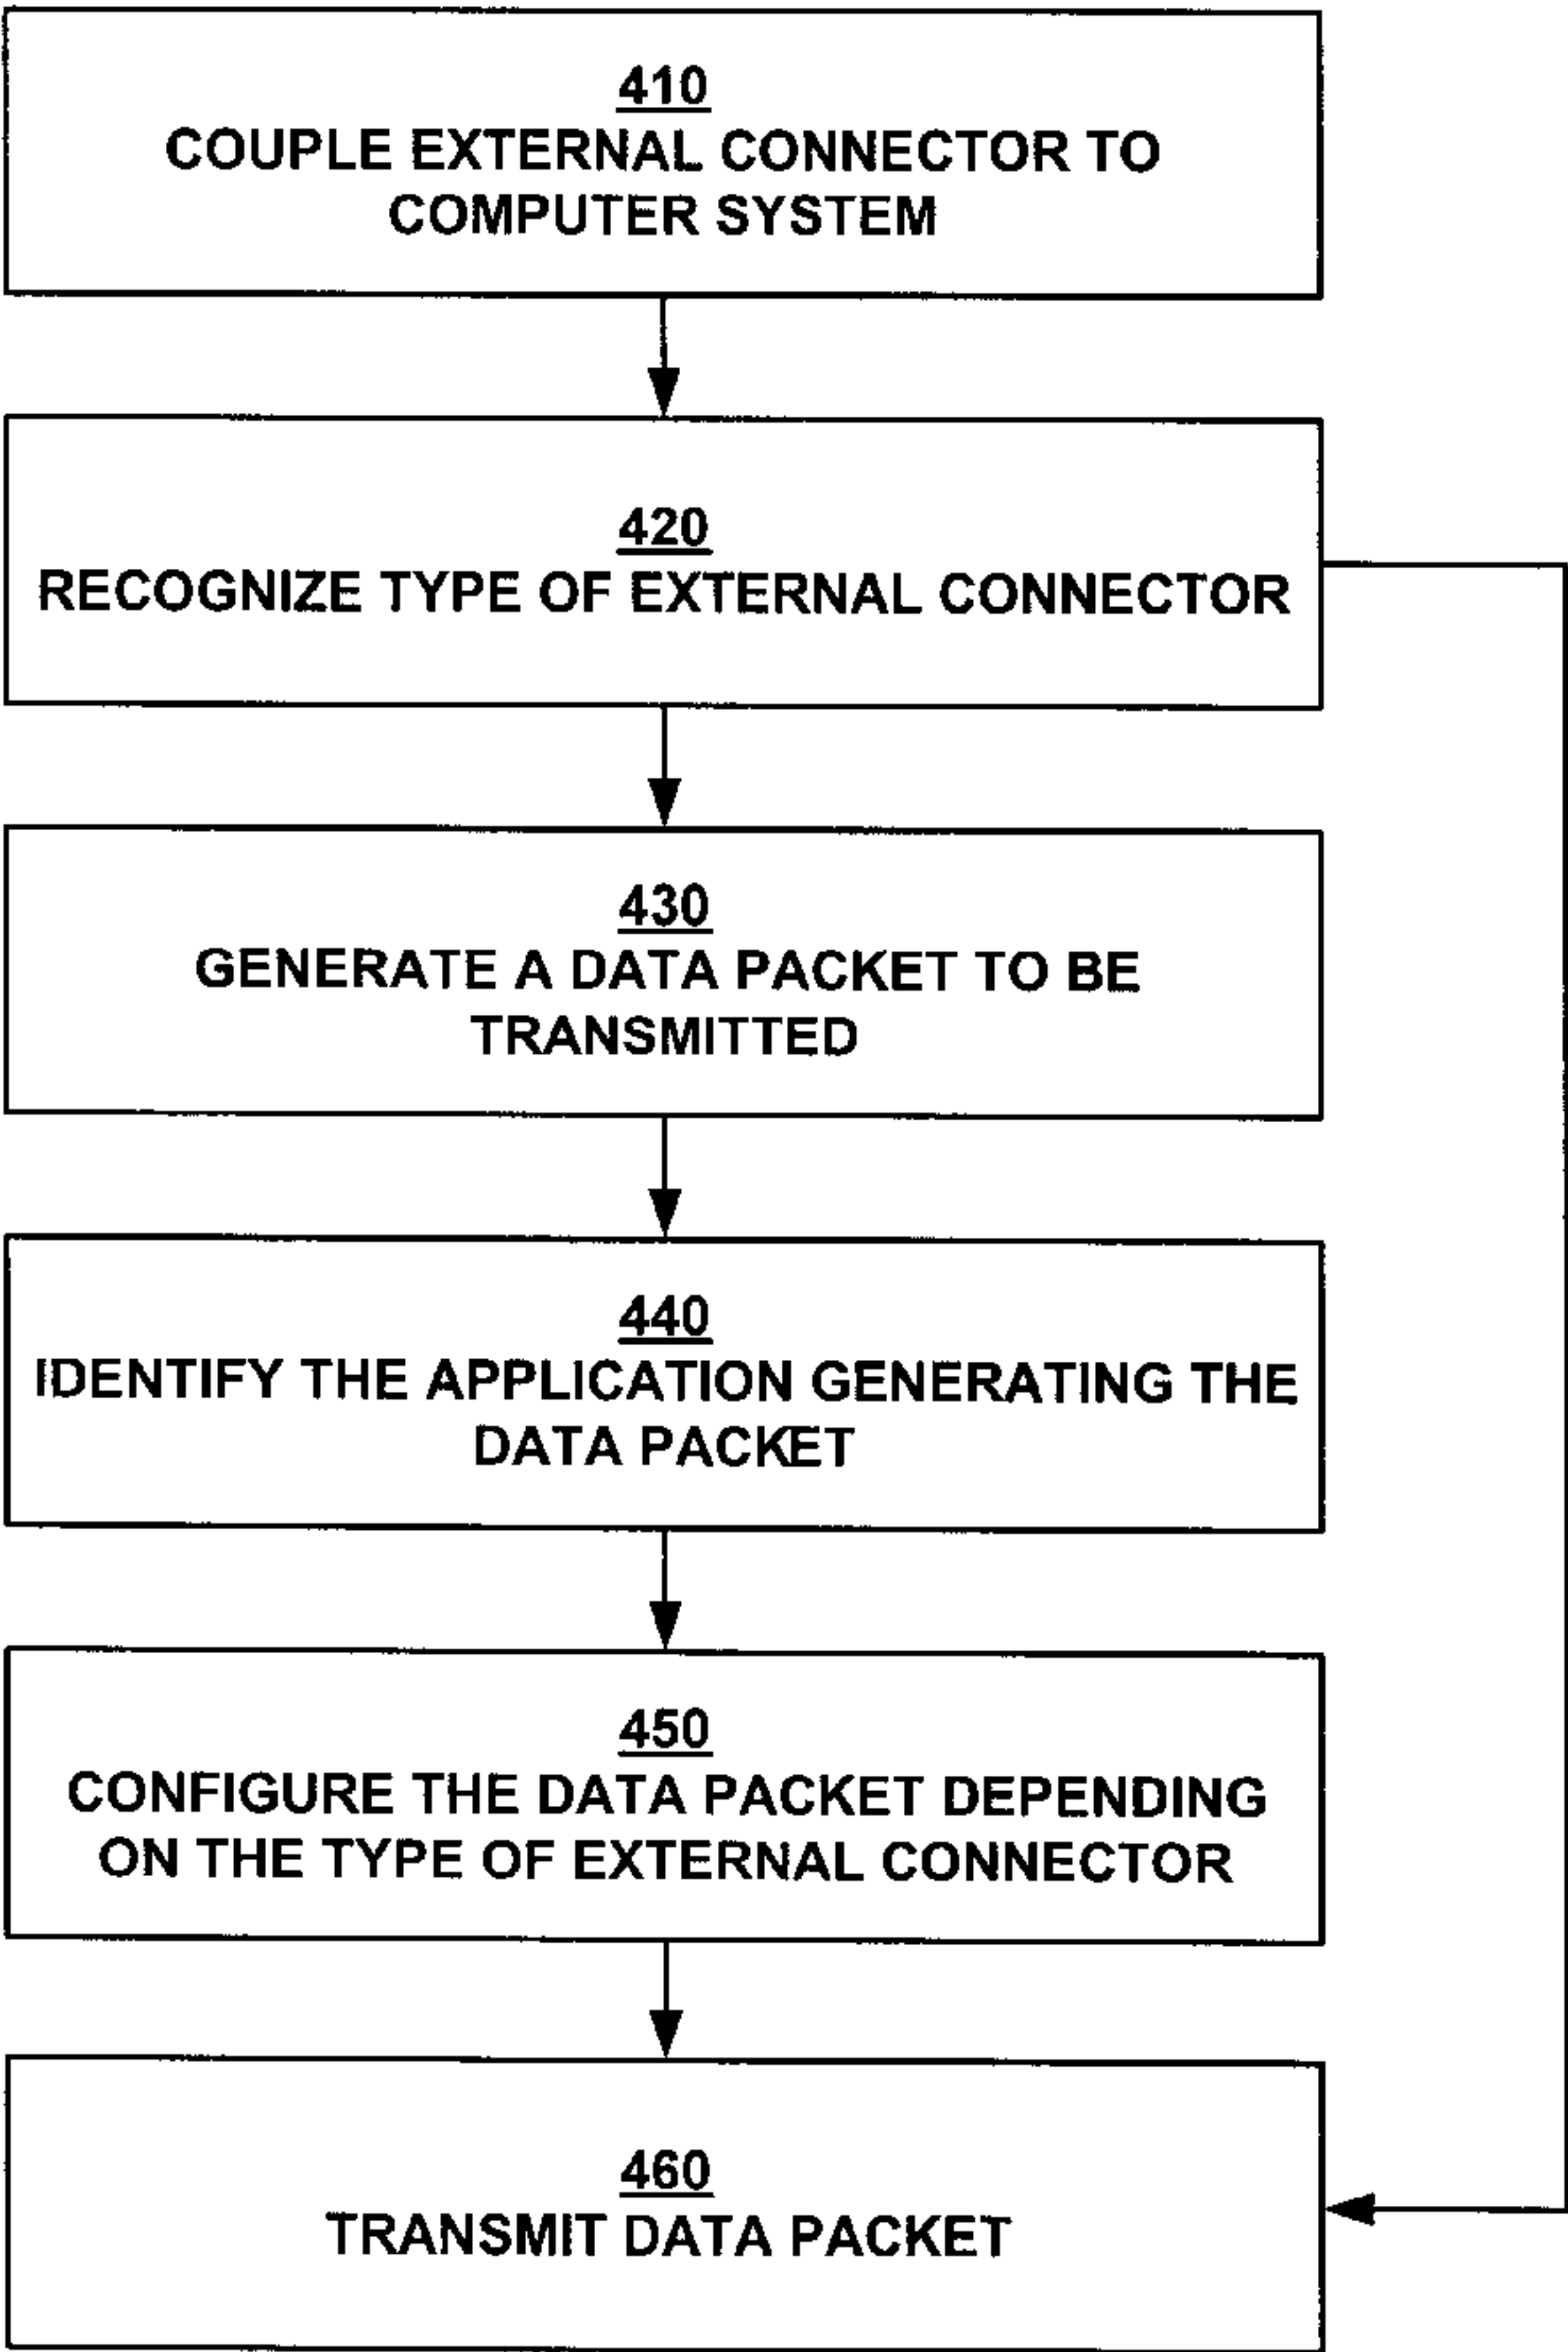 410
COUPLE EXTERNAL CONNECTOR TO
COMPUTER SYSTEM
420
RECOGNIZE TYPE OF EXTERNAL CONNECTOR
430
GENERATE A DATA PACKET TO BE
TRANSMITTED
440
IDENTIFY THE APPLICATION GENERATING THE
DATA PACKET
450
CONFIGURE THE DATA PACKET DEPENDING
ON THE TYPE OF EXTERNAL CONNECTOR
460
TRANSMIT DATA PACKET